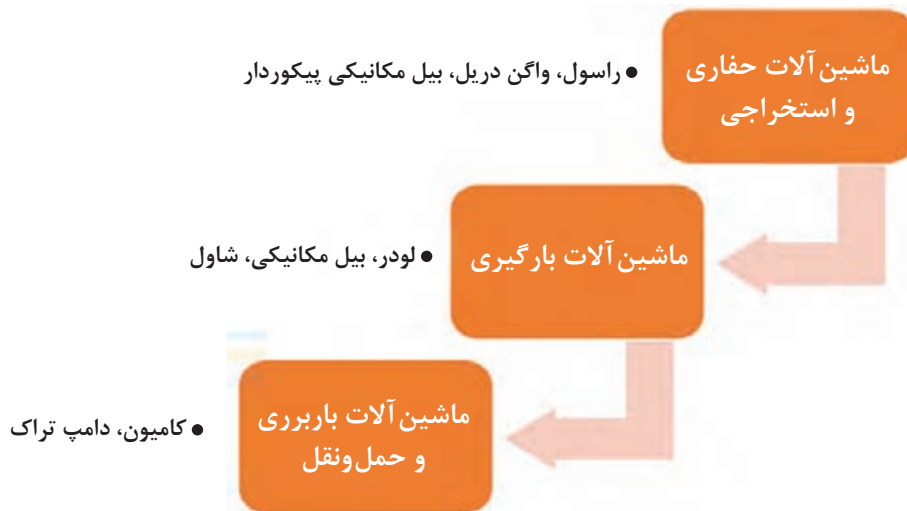 ماشین آلات حفاری
و استخراجی
● راسول، واگن دریل، بیل مکانیکی پیکوردار
ماشین آلات بارگیری
● لودر، بیل مکانیکی، شاول
ماشین آلات باربرری
و حمل‌ونقل
● کامیون، دامپ تراک